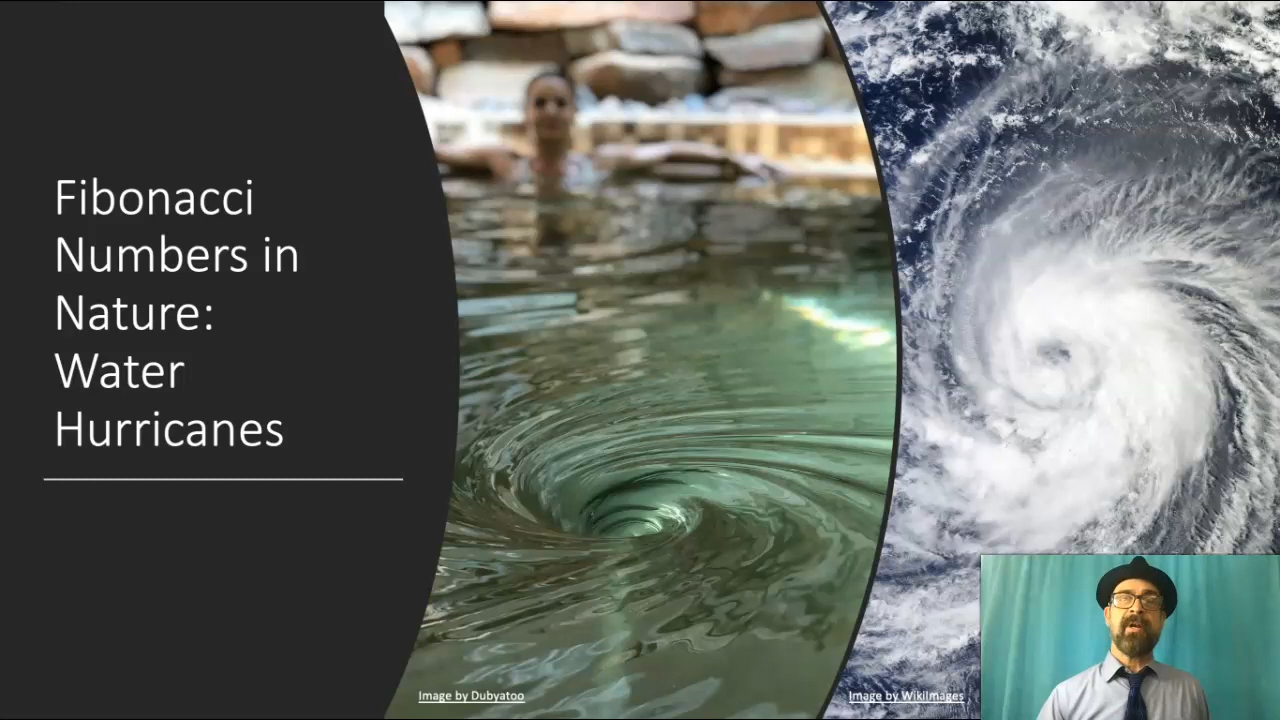 Fibonacci
Numbers in
Nature:
Water
Hurricanes
Image by Dubyatoo
Image by WikiImages